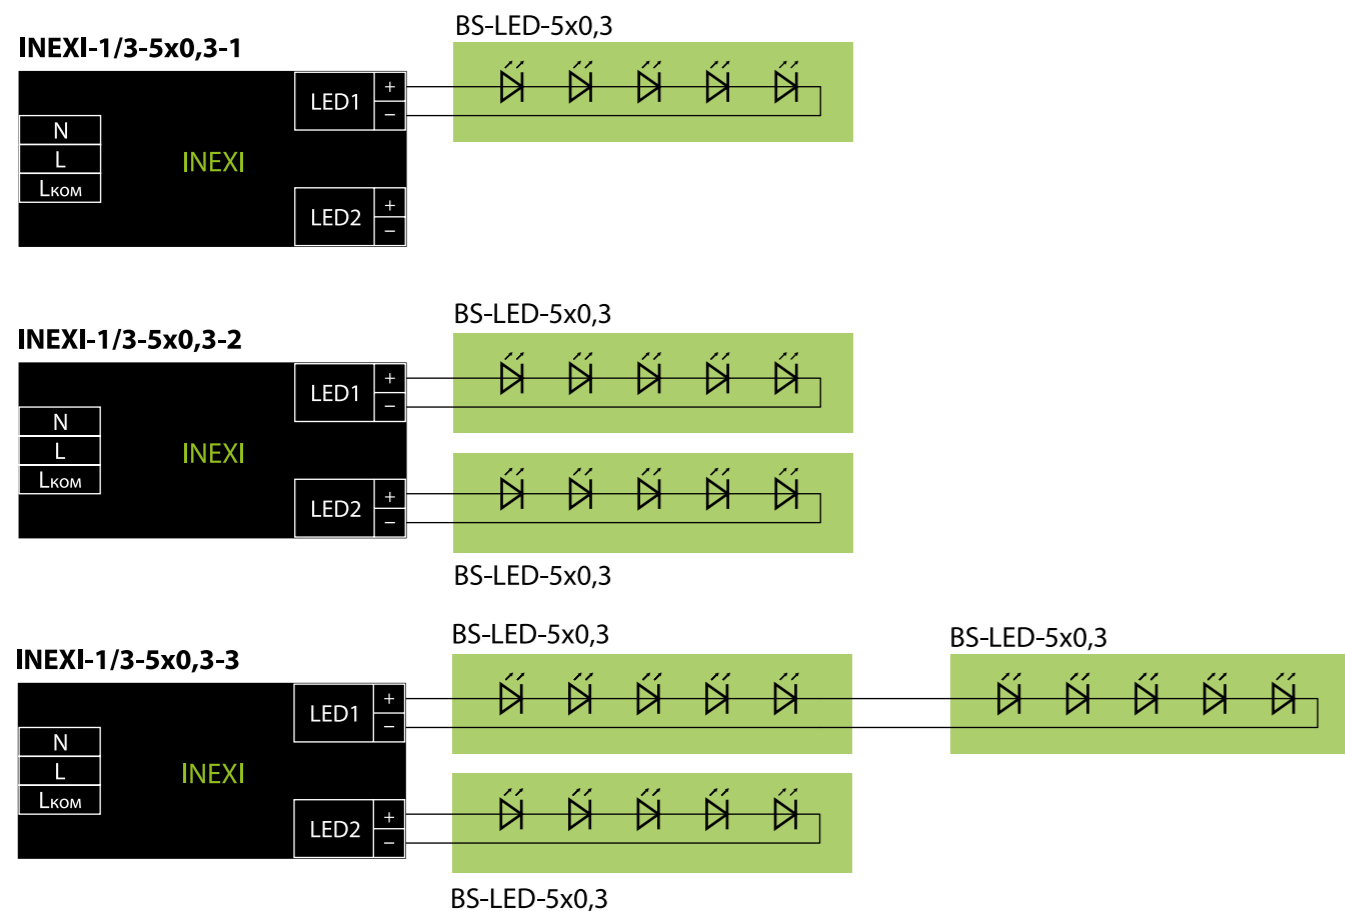 BS-LED-5x0,3
INEXI-1/3-5x0,3-1
LED1 +
−
N
L
Lком
INEXI
LED2 +
−
BS-LED-5x0,3
INEXI-1/3-5x0,3-2
LED1 +
−
N
L
Lком
INEXI
LED2 +
−
BS-LED-5x0,3
BS-LED-5x0,3
BS-LED-5x0,3
INEXI-1/3-5x0,3-3
LED1 +
−
N
L
Lком
INEXI
LED2 +
−
BS-LED-5x0,3